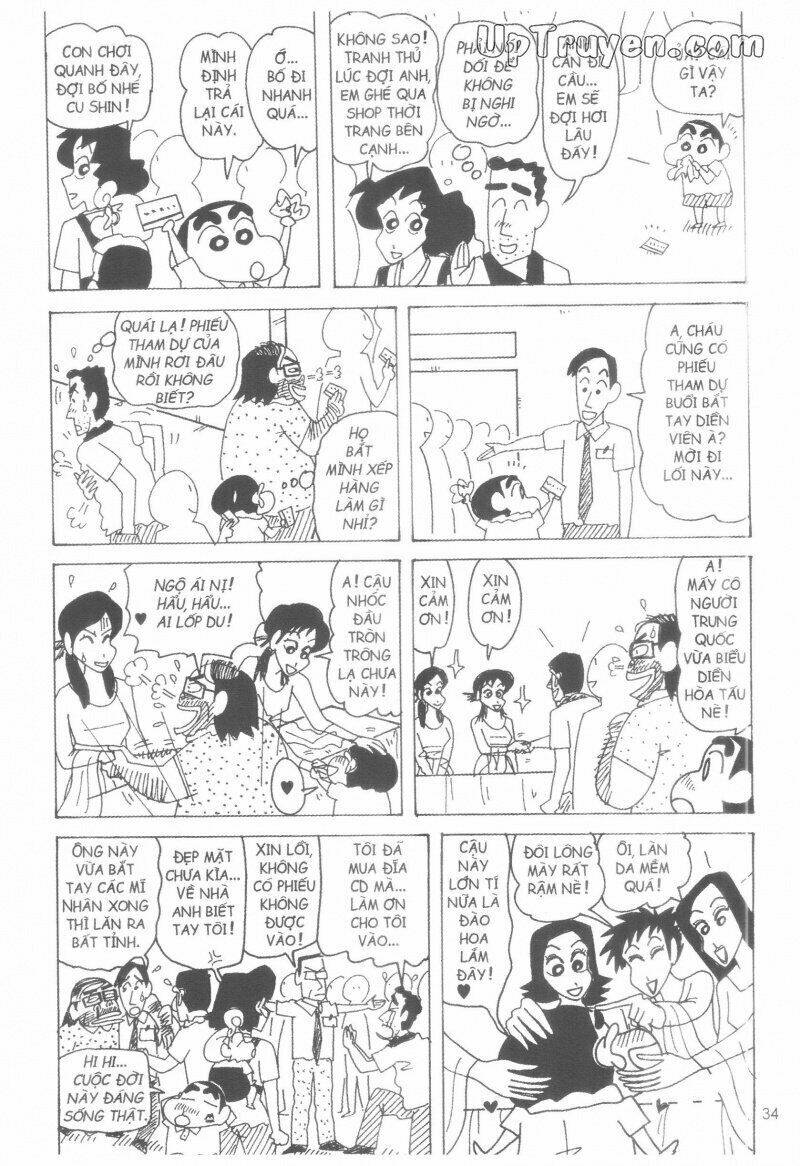 UpTruyen.com
GÌ VẬY
TA?
CẦN ĐI
CẦU...
EM SẼ
ĐỢI HƠI
LÂU
ĐẤY!
PHẢI NÓI
DỐI ĐỂ
KHÔNG
BỊ NGHI
NGỜ...
KHÔNG SAO!
TRANH THỦ
LÚC ĐỢI ANH,
EM GHÉ QUA
SHOP THỜI
TRANG BÊN
CẠNH...
Ớ...
BỐ ĐI
NHANH
QUÁ...
MÌNH
ĐỊNH
TRẢ
LẠI CÁI
NÀY.
CON CHƠI
QUANH ĐÂY,
ĐỢI BỐ NHÉ
CU SHIN!
A, CHÁU
CŨNG CÓ
PHIẾU
THAM DỰ
BUỔI BẮT
TAY DIỄN
VIÊN À?
MỜI ĐI
LỐI NÀY...
HỌ
BẮT
MÌNH XẾP
HÀNG
LÀM GÌ
NHỈ?
QUÁI LẠ! PHIẾU
THAM DỰ CỦA
MÌNH RƠI ĐÂU
RỒI KHÔNG
BIẾT?
A!
MẤY CÔ
NGƯỜI
TRUNG
QUỐC
VỪA BIỂU
DIỄN
HÒA TẤU
NÈ!
XIN
CẢM
ƠN!
XIN
CẢM
ƠN!
A! CẬU
NHÓC
ĐẦU
TRÒN
TRÔNG
LẠ CHƯA
NÀY!
NGỘ ÁI NỊ!
HẨU, HẨU...
AI LỐP DU!
ÔI, LÀN
DA MỀM
QUÁ!
ĐÔI LÔNG
MÀY RẤT
RẬM NÈ!
CẬU
NÀY
LỚN TÍ
NỮA LÀ
ĐÀO
HOA
LẮM
ĐÂY!
TÔI ĐÃ
MUA ĐĨA
CD MÀ...
LÀM ƠN
CHO TÔI
VÀO...
XIN LỖI,
KHÔNG
CÓ PHIẾU
KHÔNG
ĐƯỢC
VÀO!
ĐẸP MẶT
CHƯA KÌA...
VỀ NHÀ
ANH BIẾT
TAY TÔI!
ÔNG NÀY
VỪA BẮT
TAY CÁC MĨ
NHÂN XONG
THÌ LĂN RA
BẤT TỈNH.
HI HI...
CUỘC ĐỜI
NÀY ĐÁNG
SỐNG THẬT.
34